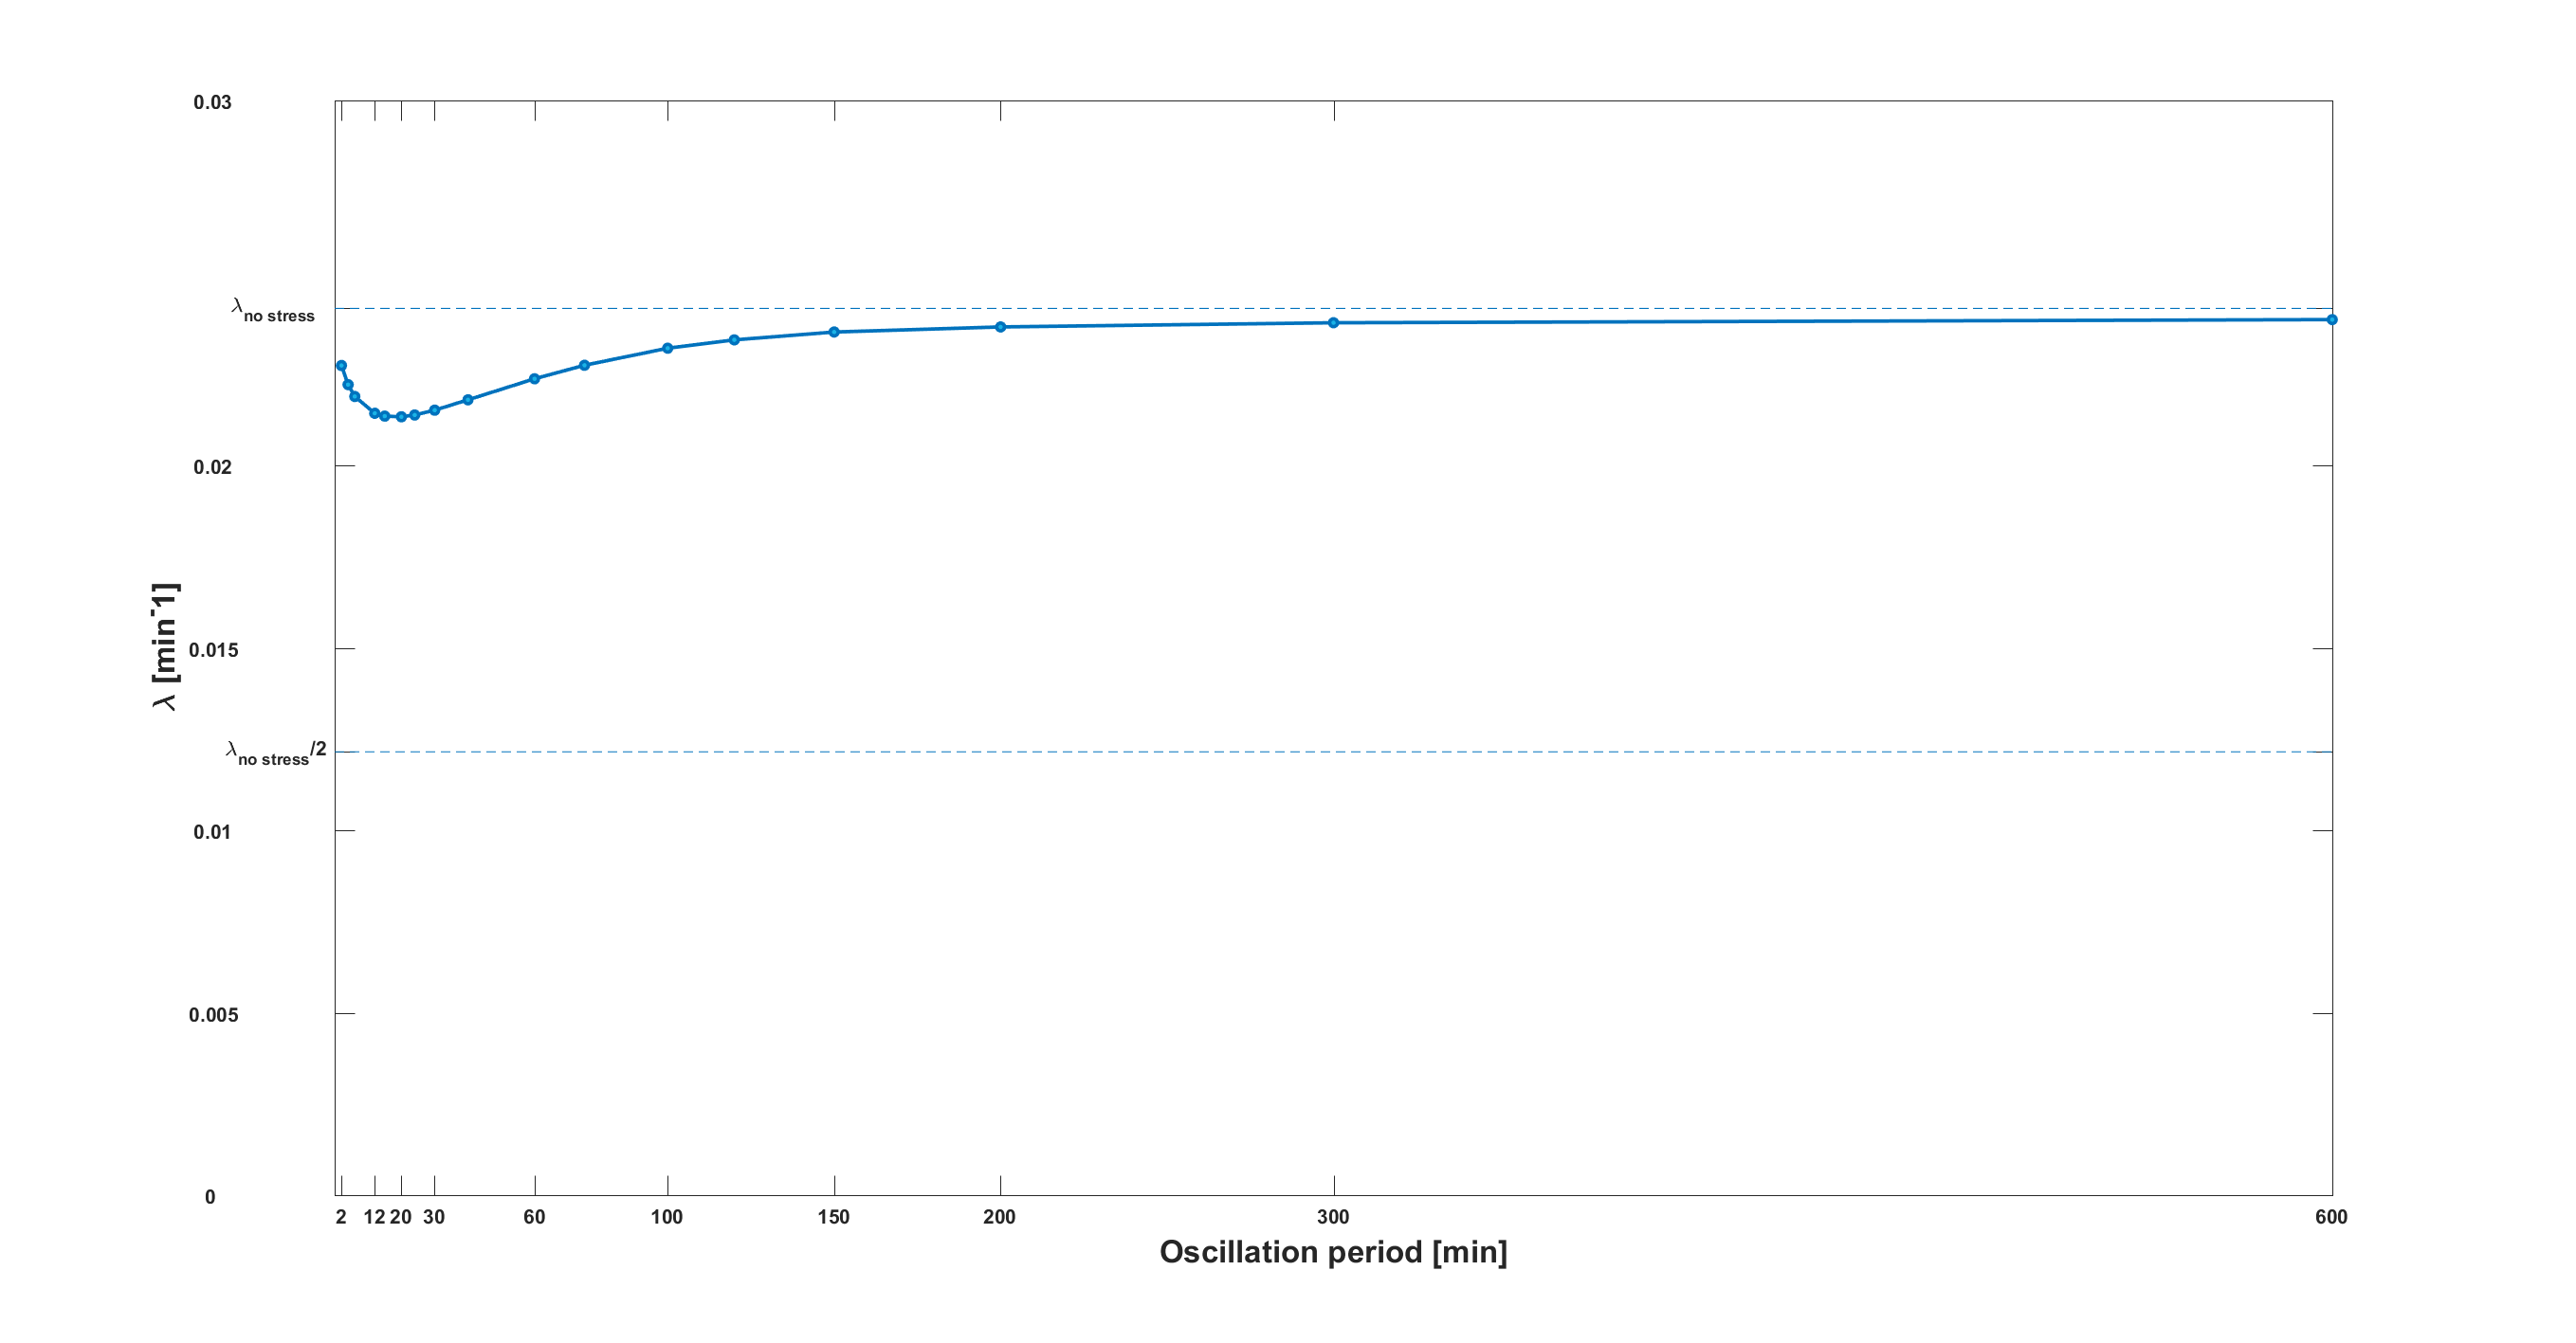 0.03
λno stress
0.02
0.015
λno stress/2
0.01
0.005
0
λ [min-1]
2 12 20 30 60 100 150 200 300 600
Oscillation period [min]